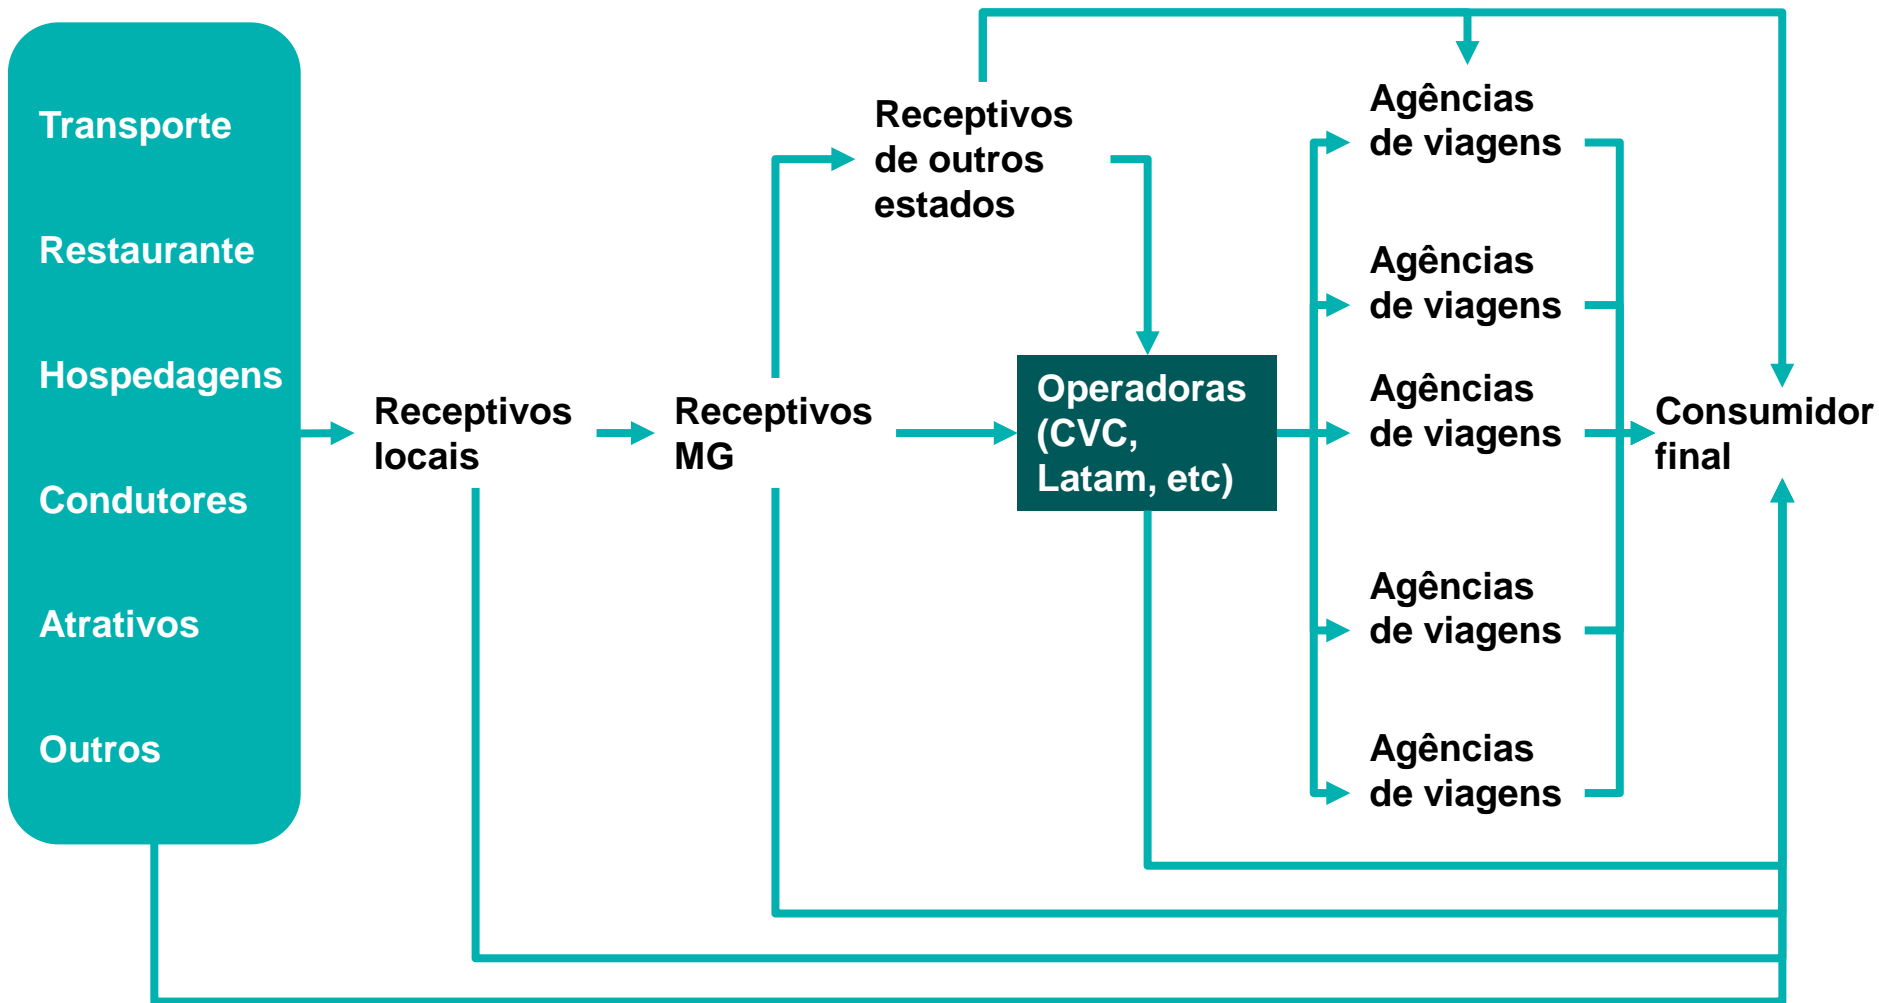 Transporte
Restaurante
Hospedagens
Condutores
Atrativos
Outros
Receptivos
locais
Receptivos
MG
Receptivos
de outros
estados
Operadoras
(CVC,
Latam, etc)
Agências
de viagens
Agências
de viagens
Agências
de viagens
Agências
de viagens
Agências
de viagens
Consumidor
final